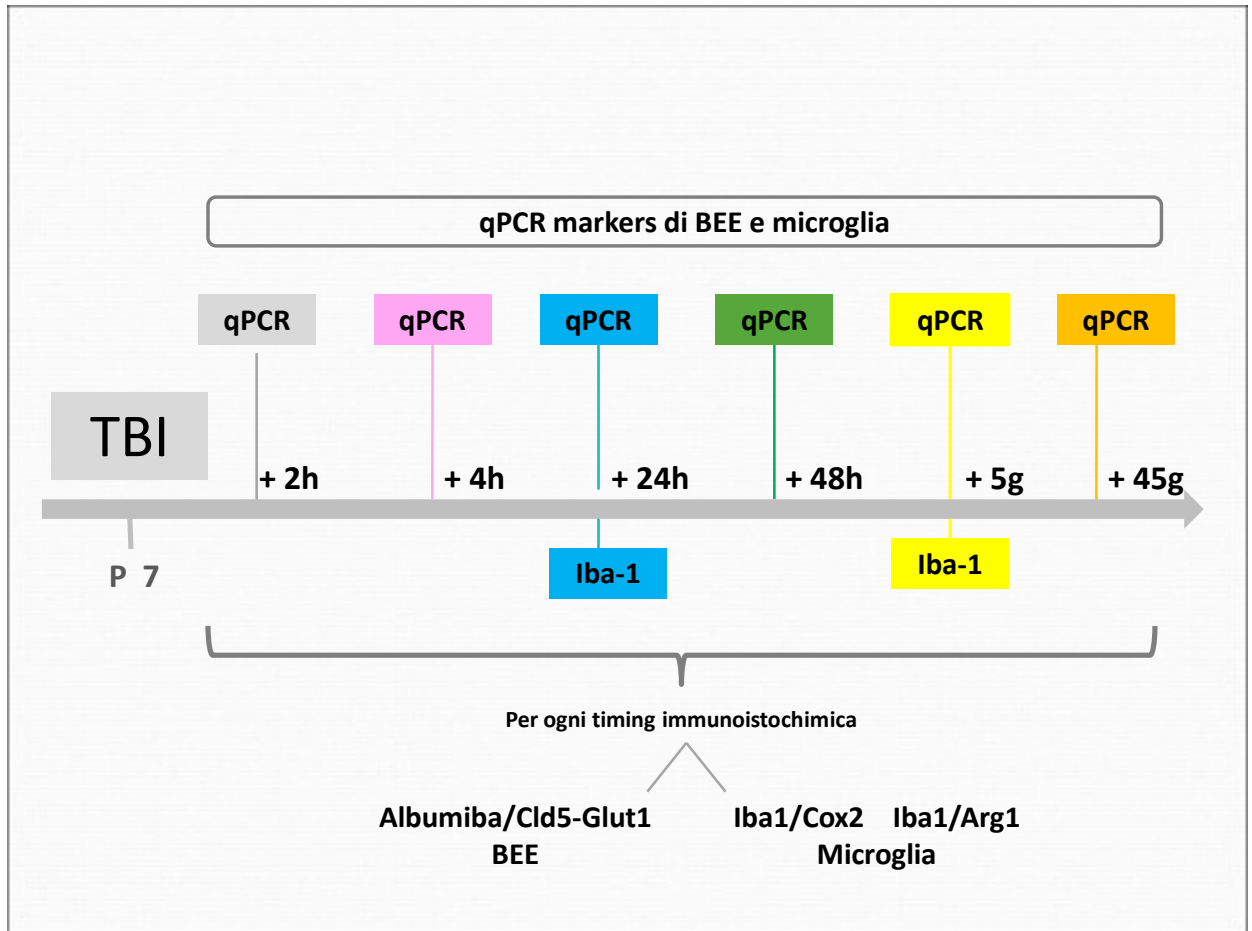 qPCR markers di BEE e microglia
qPCR qPCR qPCR qPCR qPCR qPCR
TBI
+ 2h + 4h + 24h + 48h + 5g + 45g
P 7
Iba-1 Iba-1
Per ogni timing immunoistochimica
Albumiba/Cld5-Glut1 Iba1/Cox2 Iba1/Arg1
BEE Microglia